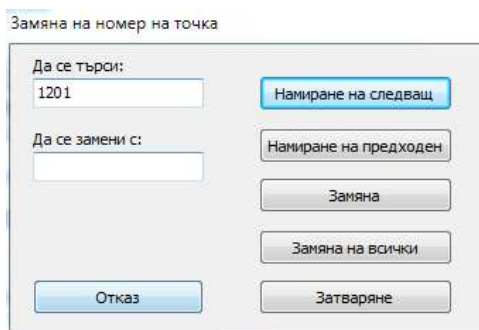 Замяна на номер на точка
Да се търси:
1201
Намиране на следващ
Да се замени с:
Намиране на предходен
Замяна
Замяна на всички
Отказ
Затваряне